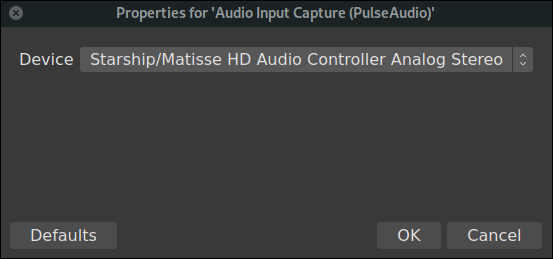 Properties for 'Audio Input Capture (PulseAudio)'
Device Starship/Matisse HD Audio Controller Analog Stereo
Defaults OK Cancel